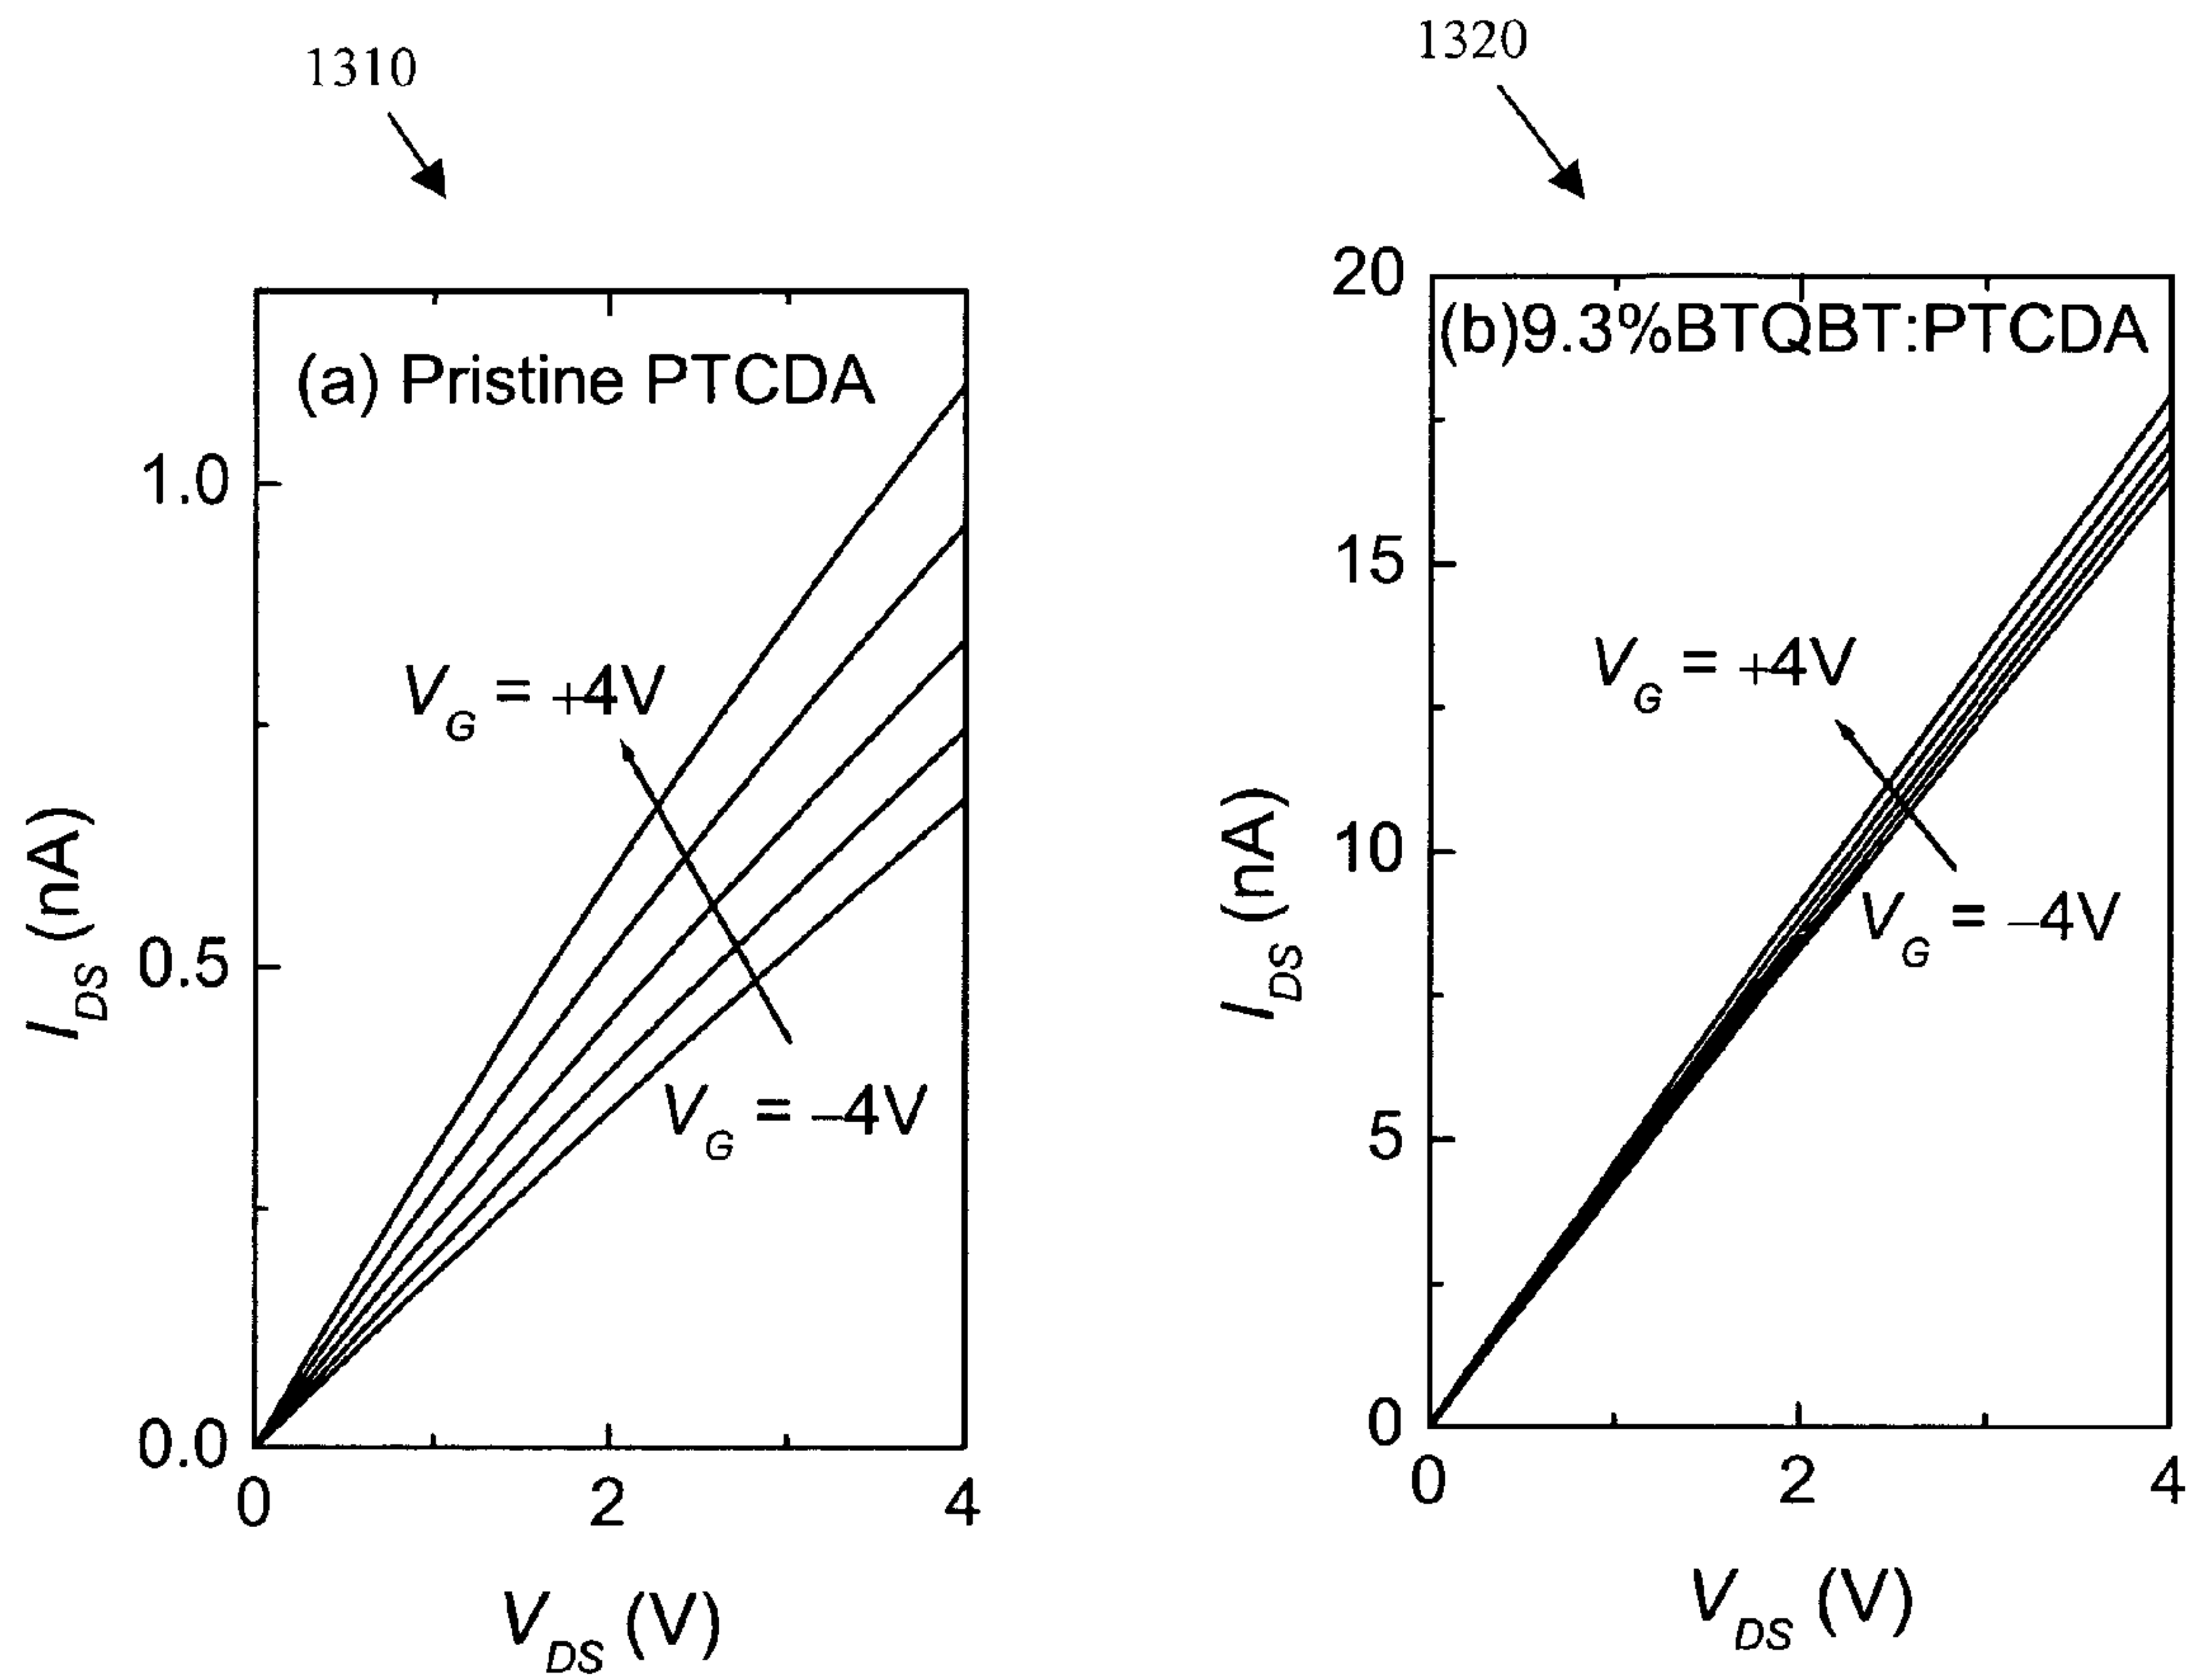 1310
(a) Pristine PTCDA
1.0
0.5
0.0
I_DS (nA)
V_G = +4V
V_G = –4V
0 2 4
V_DS (V)
1320
(b)9.3%BTQBT:PTCDA
20
15
10
5
0
I_DS (nA)
V_G = +4V
V_G = –4V
0 2 4
V_DS (V)